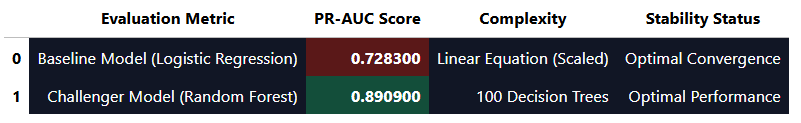 Evaluation Metric PR-AUC Score Complexity Stability Status
0 Baseline Model (Logistic Regression) 0.728300 Linear Equation (Scaled) Optimal Convergence
1 Challenger Model (Random Forest) 0.890900 100 Decision Trees Optimal Performance